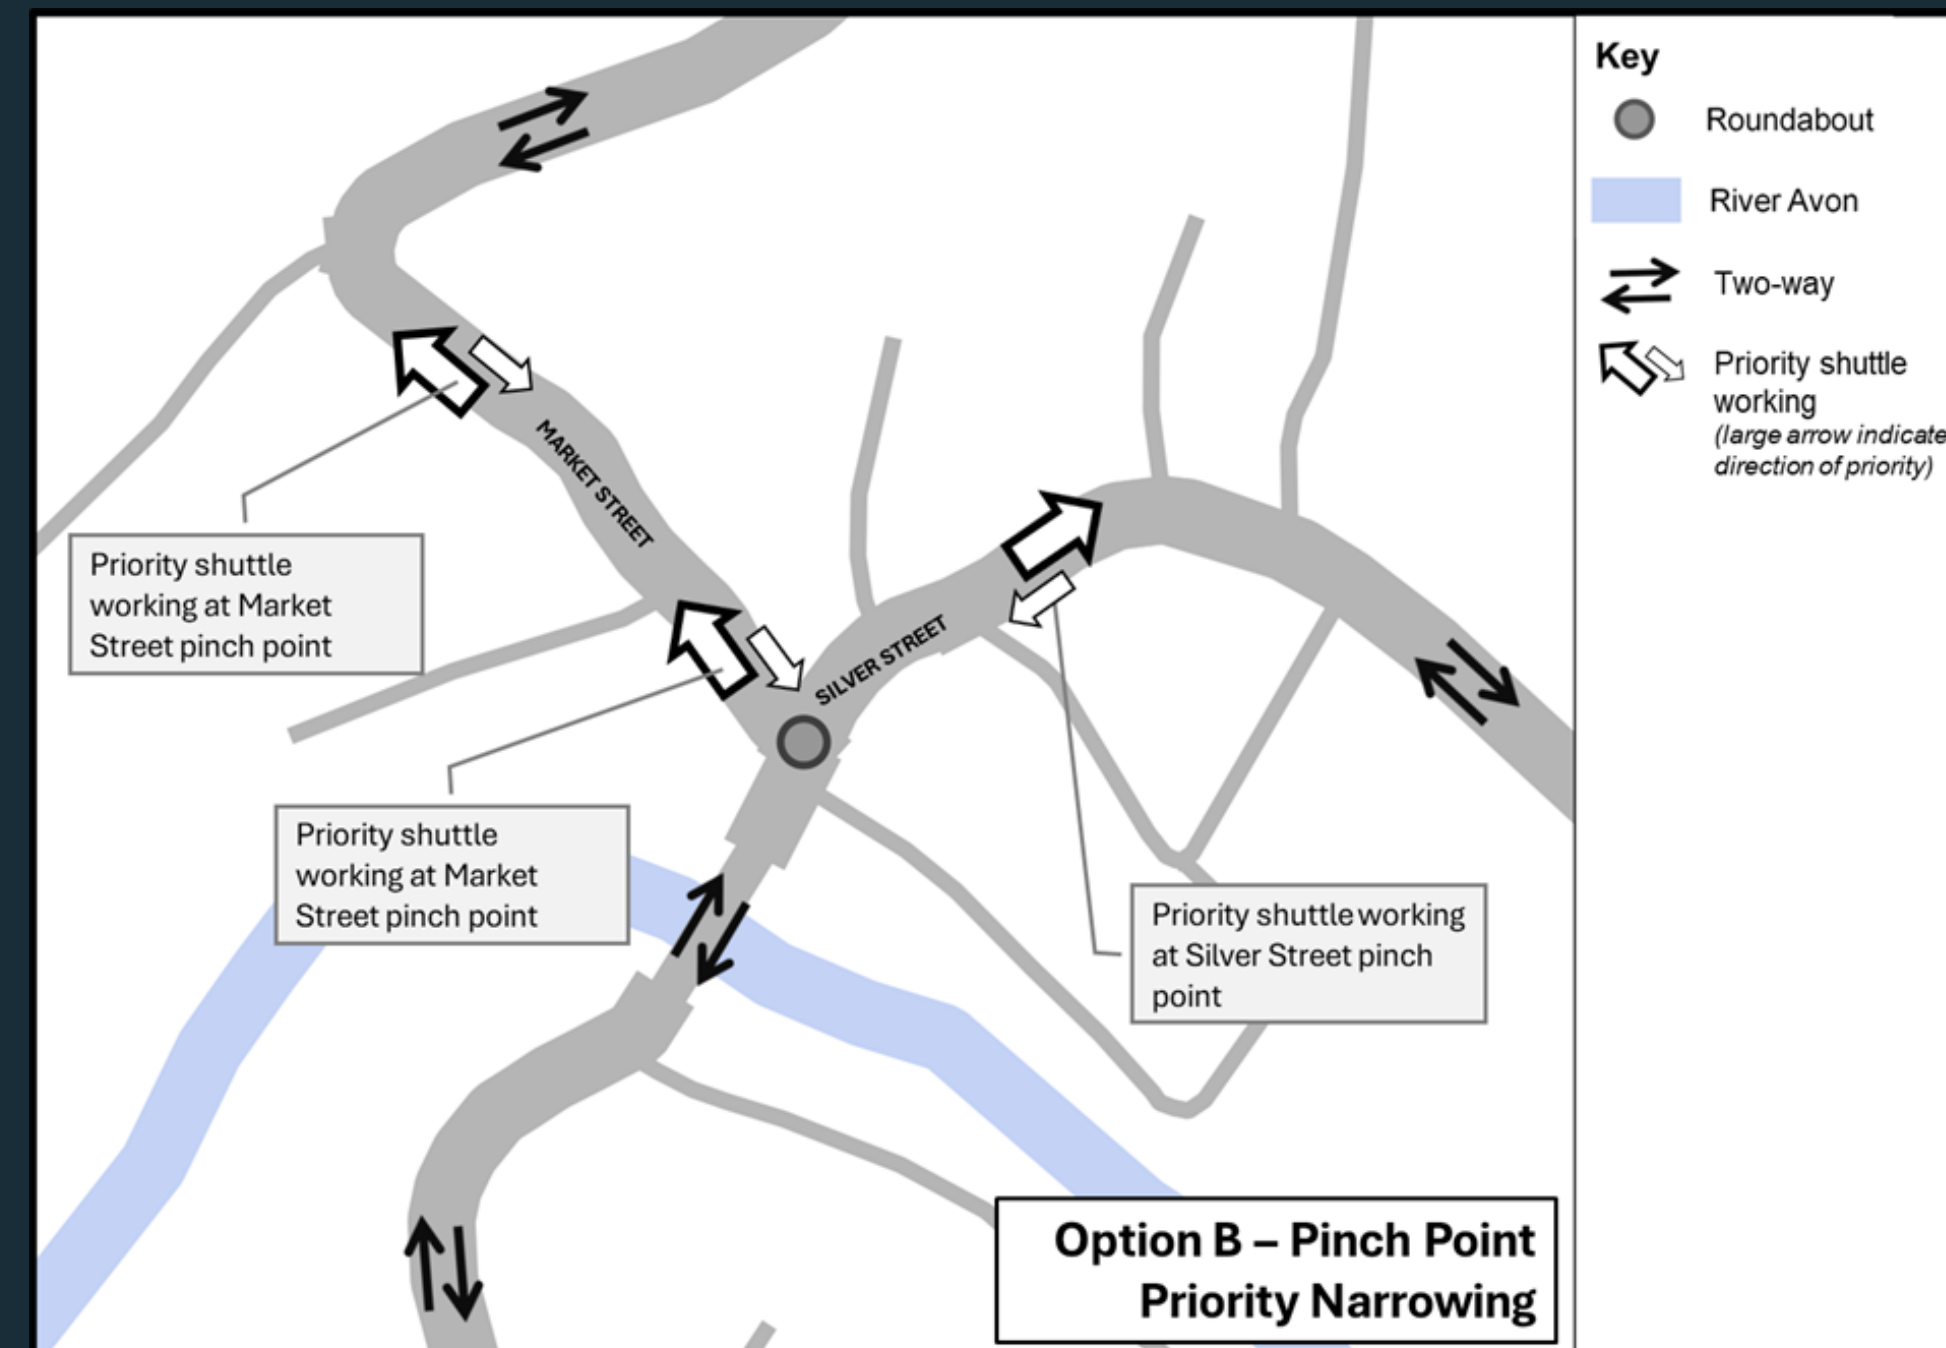 Key
Roundabout
River Avon
Two-way
Priority shuttle
working
(large arrow indicate
direction of priority)
MARKET STREET
SILVER STREET
Priority shuttle
working at Market
Street pinch point
Priority shuttle
working at Market
Street pinch point
Priority shuttle working
at Silver Street pinch
point
Option B – Pinch Point
Priority Narrowing